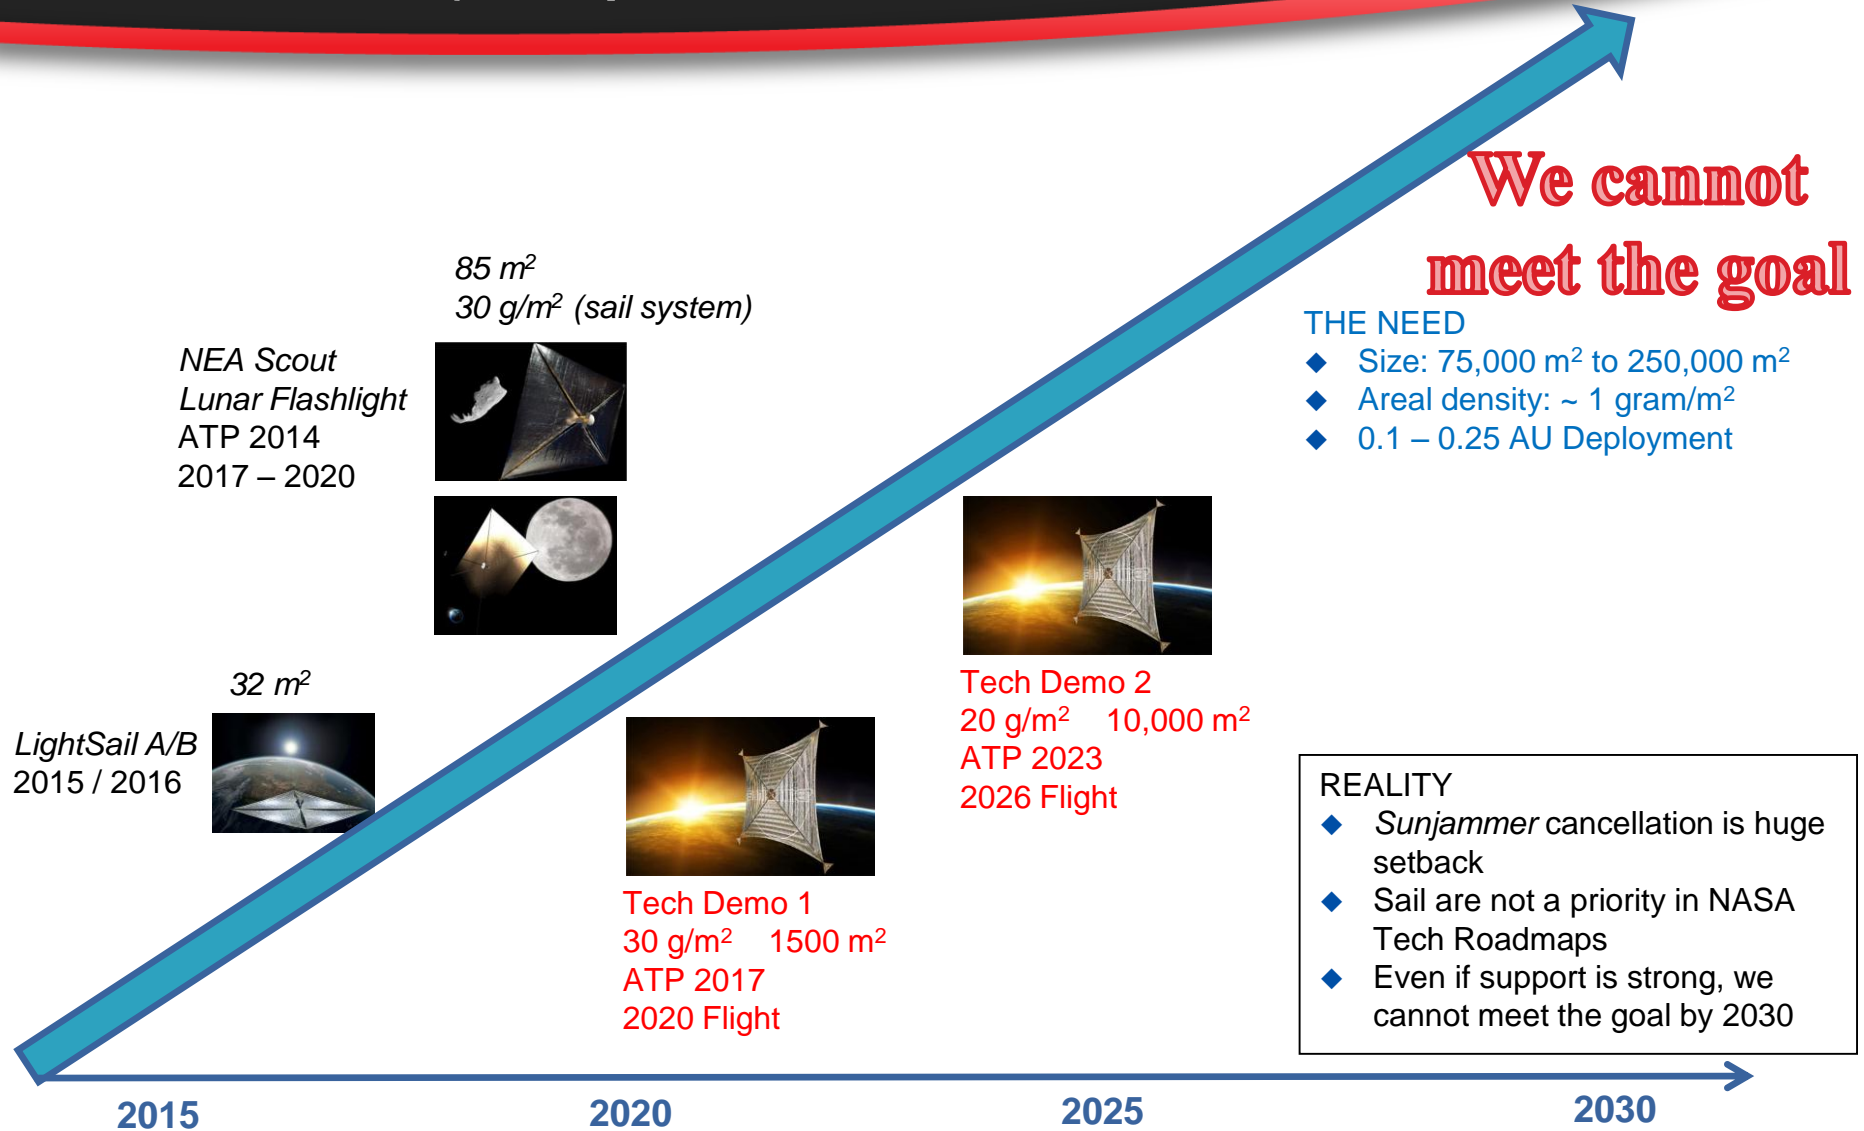 We cannot
meet the goal
85 m²
30 g/m² (sail system)
NEA Scout
Lunar Flashlight
ATP 2014
2017 – 2020
THE NEED
◆ Size: 75,000 m² to 250,000 m²
◆ Areal density: ~ 1 gram/m²
◆ 0.1 – 0.25 AU Deployment
32 m²
LightSail A/B
2015 / 2016
Tech Demo 2
20 g/m² 10,000 m²
ATP 2023
2026 Flight
Tech Demo 1
30 g/m² 1500 m²
ATP 2017
2020 Flight
REALITY
◆ Sunjammer cancellation is huge
setback
◆ Sail are not a priority in NASA
Tech Roadmaps
◆ Even if support is strong, we
cannot meet the goal by 2030
2015
2020
2025
2030